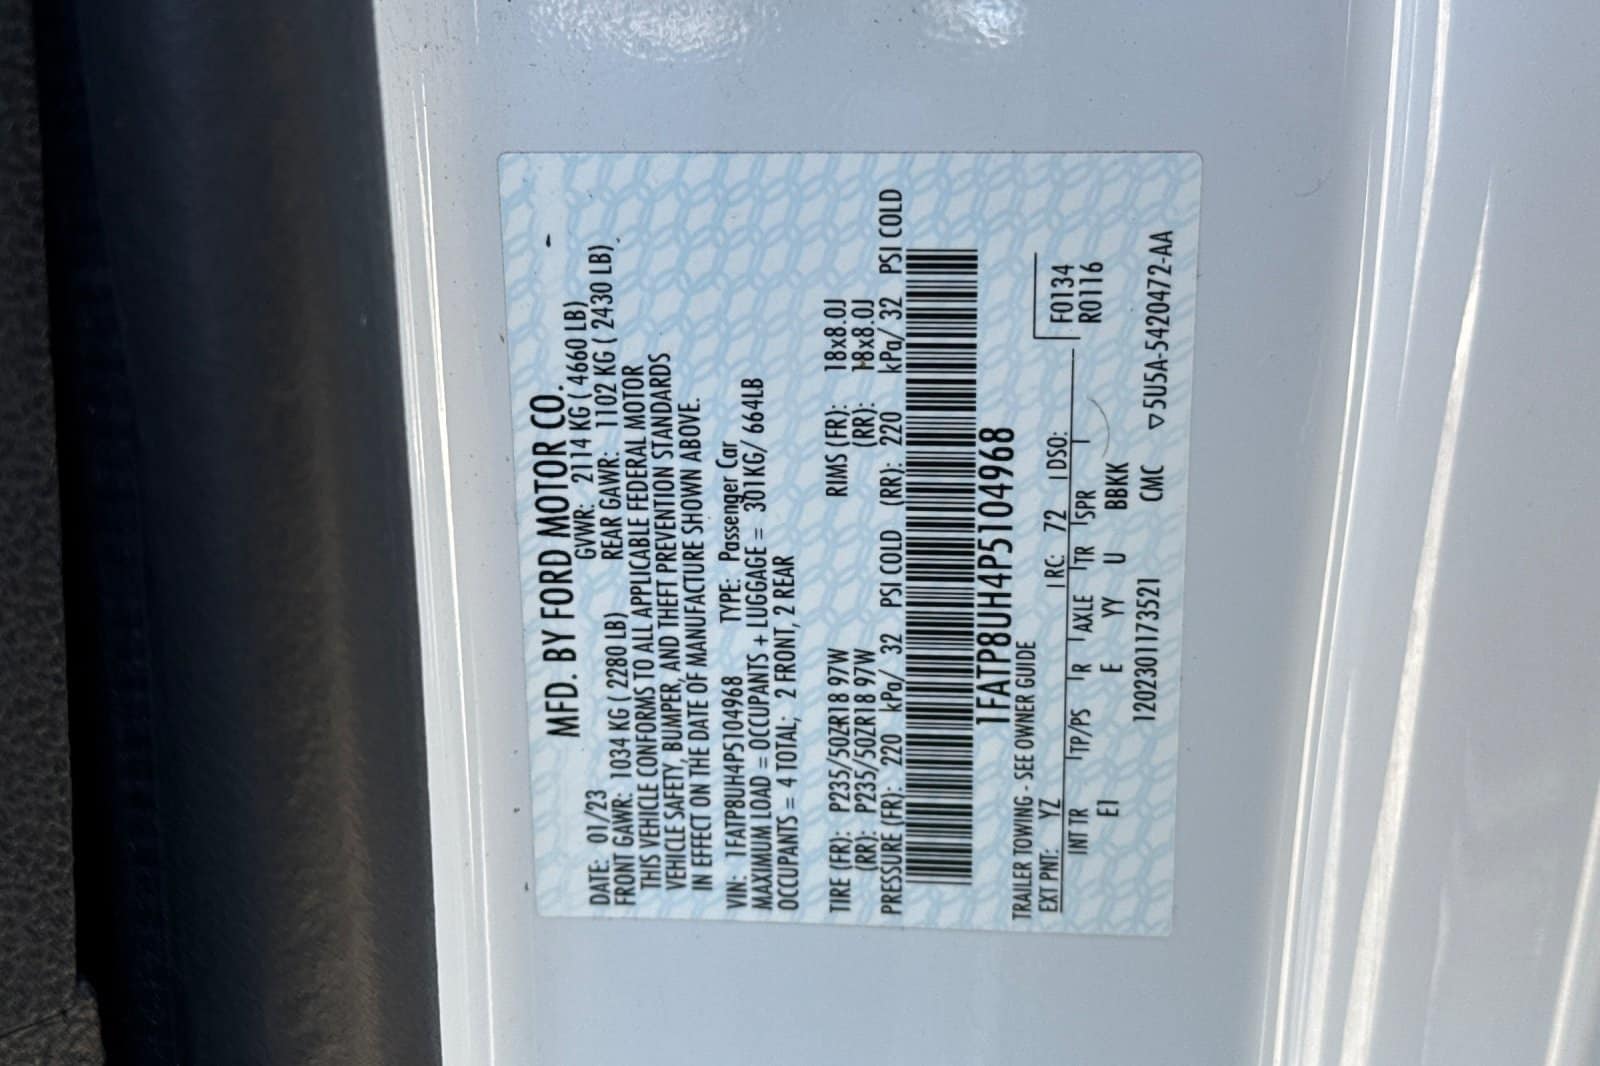 MFD. BY FORD MOTOR CO.
DATE: 01/23 GVWR: 2114 KG ( 4660 LB)
FRONT GAWR: 1034 KG ( 2280 LB) REAR GAWR: 1102 KG ( 2430 LB)
THIS VEHICLE CONFORMS TO ALL APPLICABLE FEDERAL MOTOR
VEHICLE SAFETY, BUMPER, AND THEFT PREVENTION STANDARDS
IN EFFECT ON THE DATE OF MANUFACTURE SHOWN ABOVE.
VIN: 1FATP8UH4P5104968 TYPE: Passenger Car
MAXIMUM LOAD = OCCUPANTS + LUGGAGE = 301KG/ 664LB
OCCUPANTS = 4 TOTAL; 2 FRONT, 2 REAR
TIRE (FR): P235/50ZR18 97W RIMS (FR): 18x8.0J
(RR): P235/50ZR18 97W (RR): 18x8.0J
PRESSURE (FR): 220 kPa/ 32 PSI COLD (RR): 220 kPa/ 32 PSI COLD
1FATP8UH4P5104968
TRAILER TOWING - SEE OWNER GUIDE
EXT PNT: YZ RC: 72 DSO: F0134
INT TR TP/PS R AXLE TR SPR R0116
EI E YY U BBKK
1202301173521 CMC ▽5U5A-5420472-AA